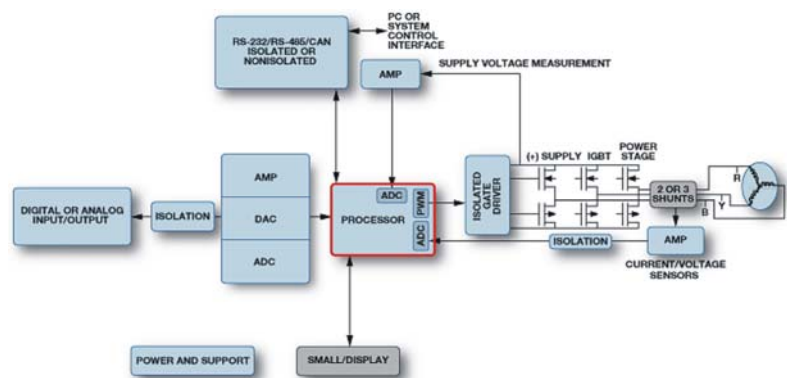 RS-232/RS-485/CAN
ISOLATED OR
NONISOLATED
PC OR
SYSTEM
CONTROL
INTERFACE
AMP
SUPPLY VOLTAGE MEASUREMENT
(+) SUPPLY IGBT
POWER
STAGE
DIGITAL OR ANALOG
INPUT/OUTPUT
ISOLATION
AMP
DAC
ADC
ADC
PROCESSOR
PWM
ADC
ISOLATED
GATE
DRIVER
2 OR 3
SHUNTS
R
Y
B
ISOLATION
AMP
CURRENT/VOLTAGE
SENSORS
POWER AND SUPPORT
SMALL/DISPLAY